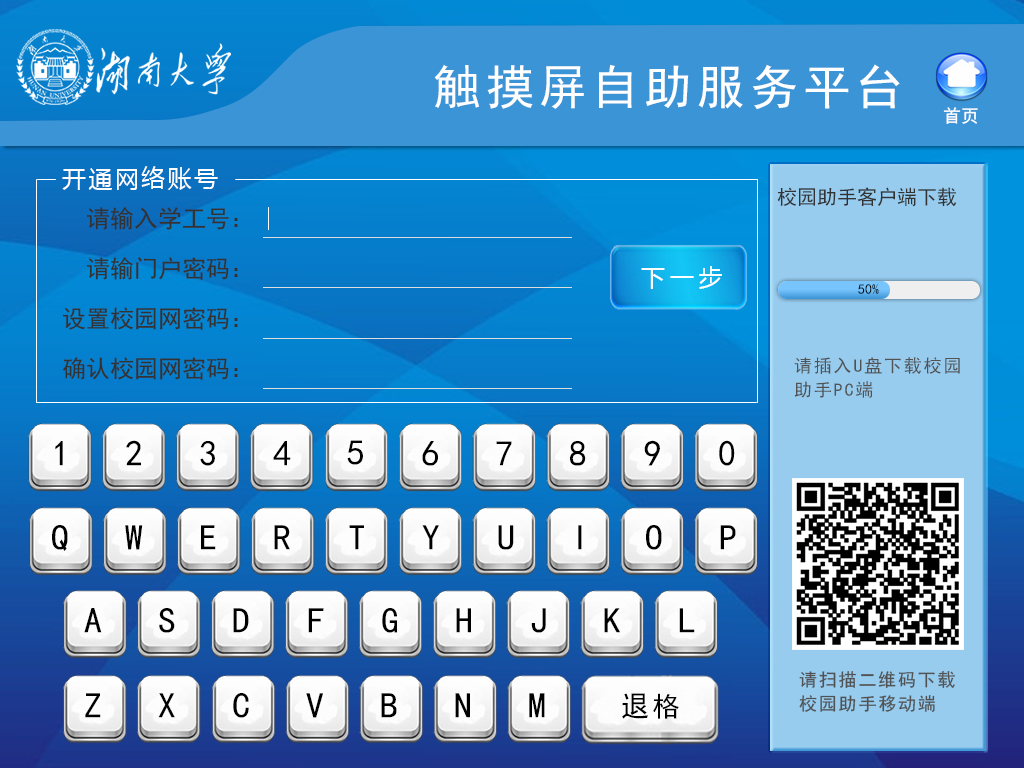 湖南大学
HUNAN UNIVERSITY
触摸屏自助服务平台
首页
开通网络账号
请输入学工号：
请输门户密码：
设置校园网密码：
确认校园网密码：
下一步
校园助手客户端下载
50%
请插入U盘下载校园
助手PC端
1 2 3 4 5 6 7 8 9 0
Q W E R T Y U I O P
A S D F G H J K L
Z X C V B N M 退格
请扫描二维码下载
校园助手移动端